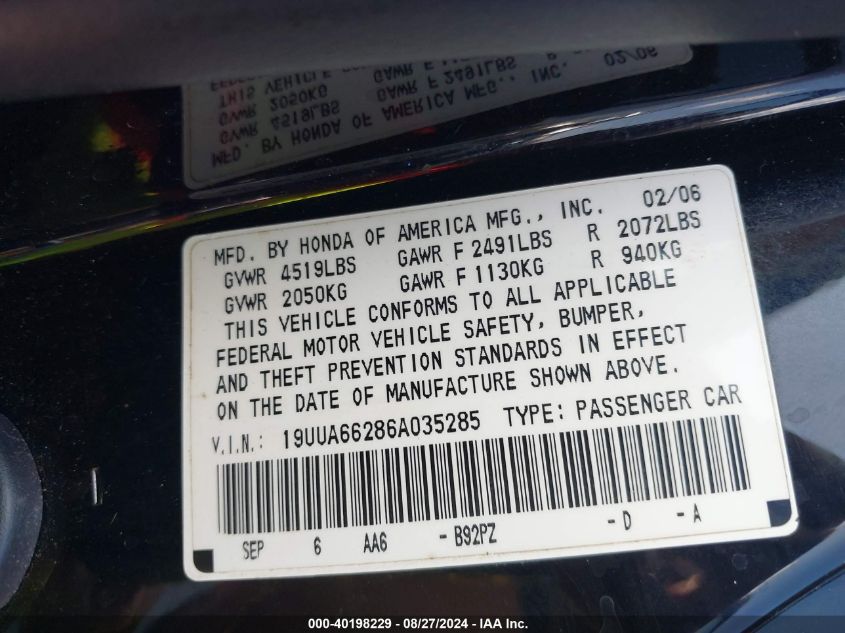 MFD. BY HONDA OF AMERICA MFG., INC. 02/06
GVWR 4519LBS GAWR F 2491LBS R 2072LBS
GVWR 2050KG GAWR F 1130KG R 940KG
THIS VEHICLE CONFORMS TO ALL APPLICABLE
FEDERAL MOTOR VEHICLE SAFETY, BUMPER,
AND THEFT PREVENTION STANDARDS IN EFFECT
ON THE DATE OF MANUFACTURE SHOWN ABOVE.
V.I.N.: 19UUA66286A035285 TYPE: PASSENGER CAR
SEP 6 AA6 -B92PZ -D -A
000-40198229 - 08/27/2024 - IAA Inc.